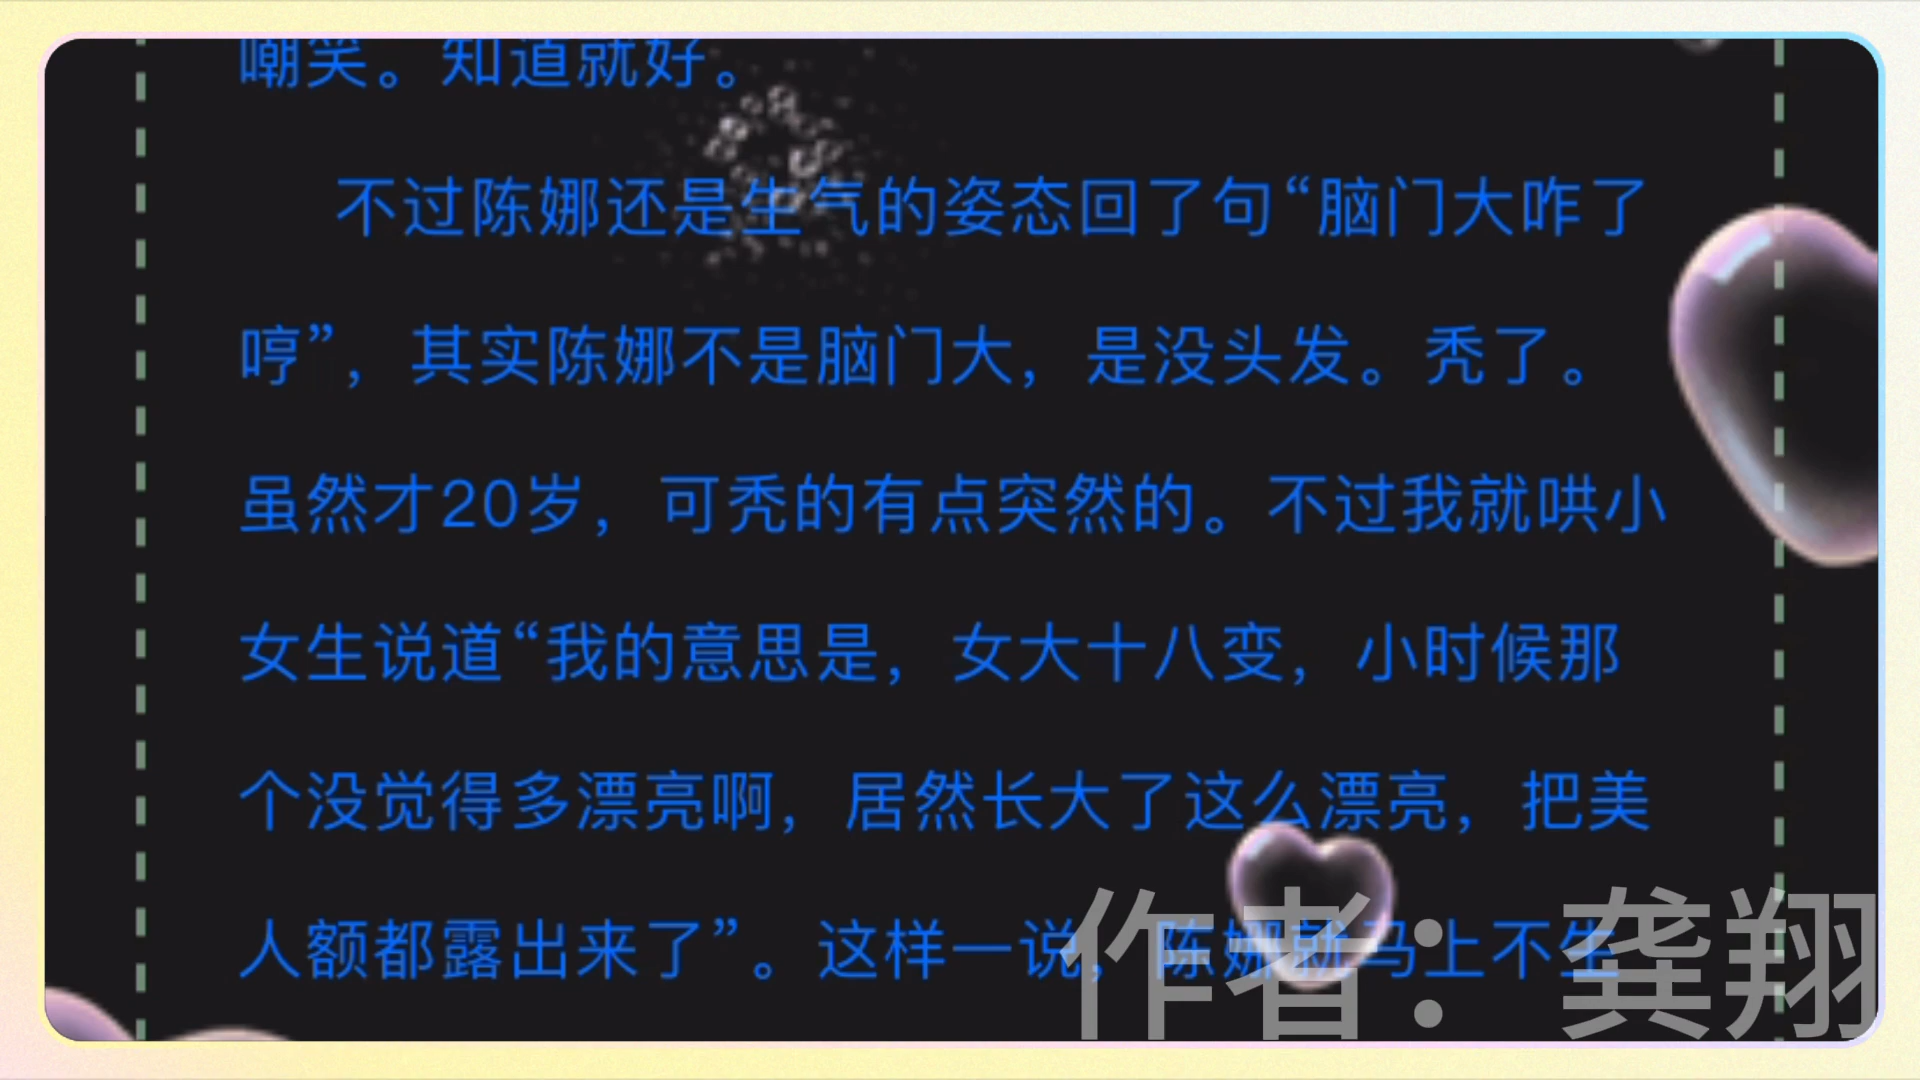 嘲笑。知道就好。
不过陈娜还是生气的姿态回了句“脑门大咋了
哼”，其实陈娜不是脑门大，是没头发。秃了。
虽然才20岁，可秃的有点突然的。不过我就哄小
女生说道“我的意思是，女大十八变，小时候那
个没觉得多漂亮啊，居然长大了这么漂亮，把美
人额都露出来了”。这样一说，陈娜就马上不生
作者：龚翔